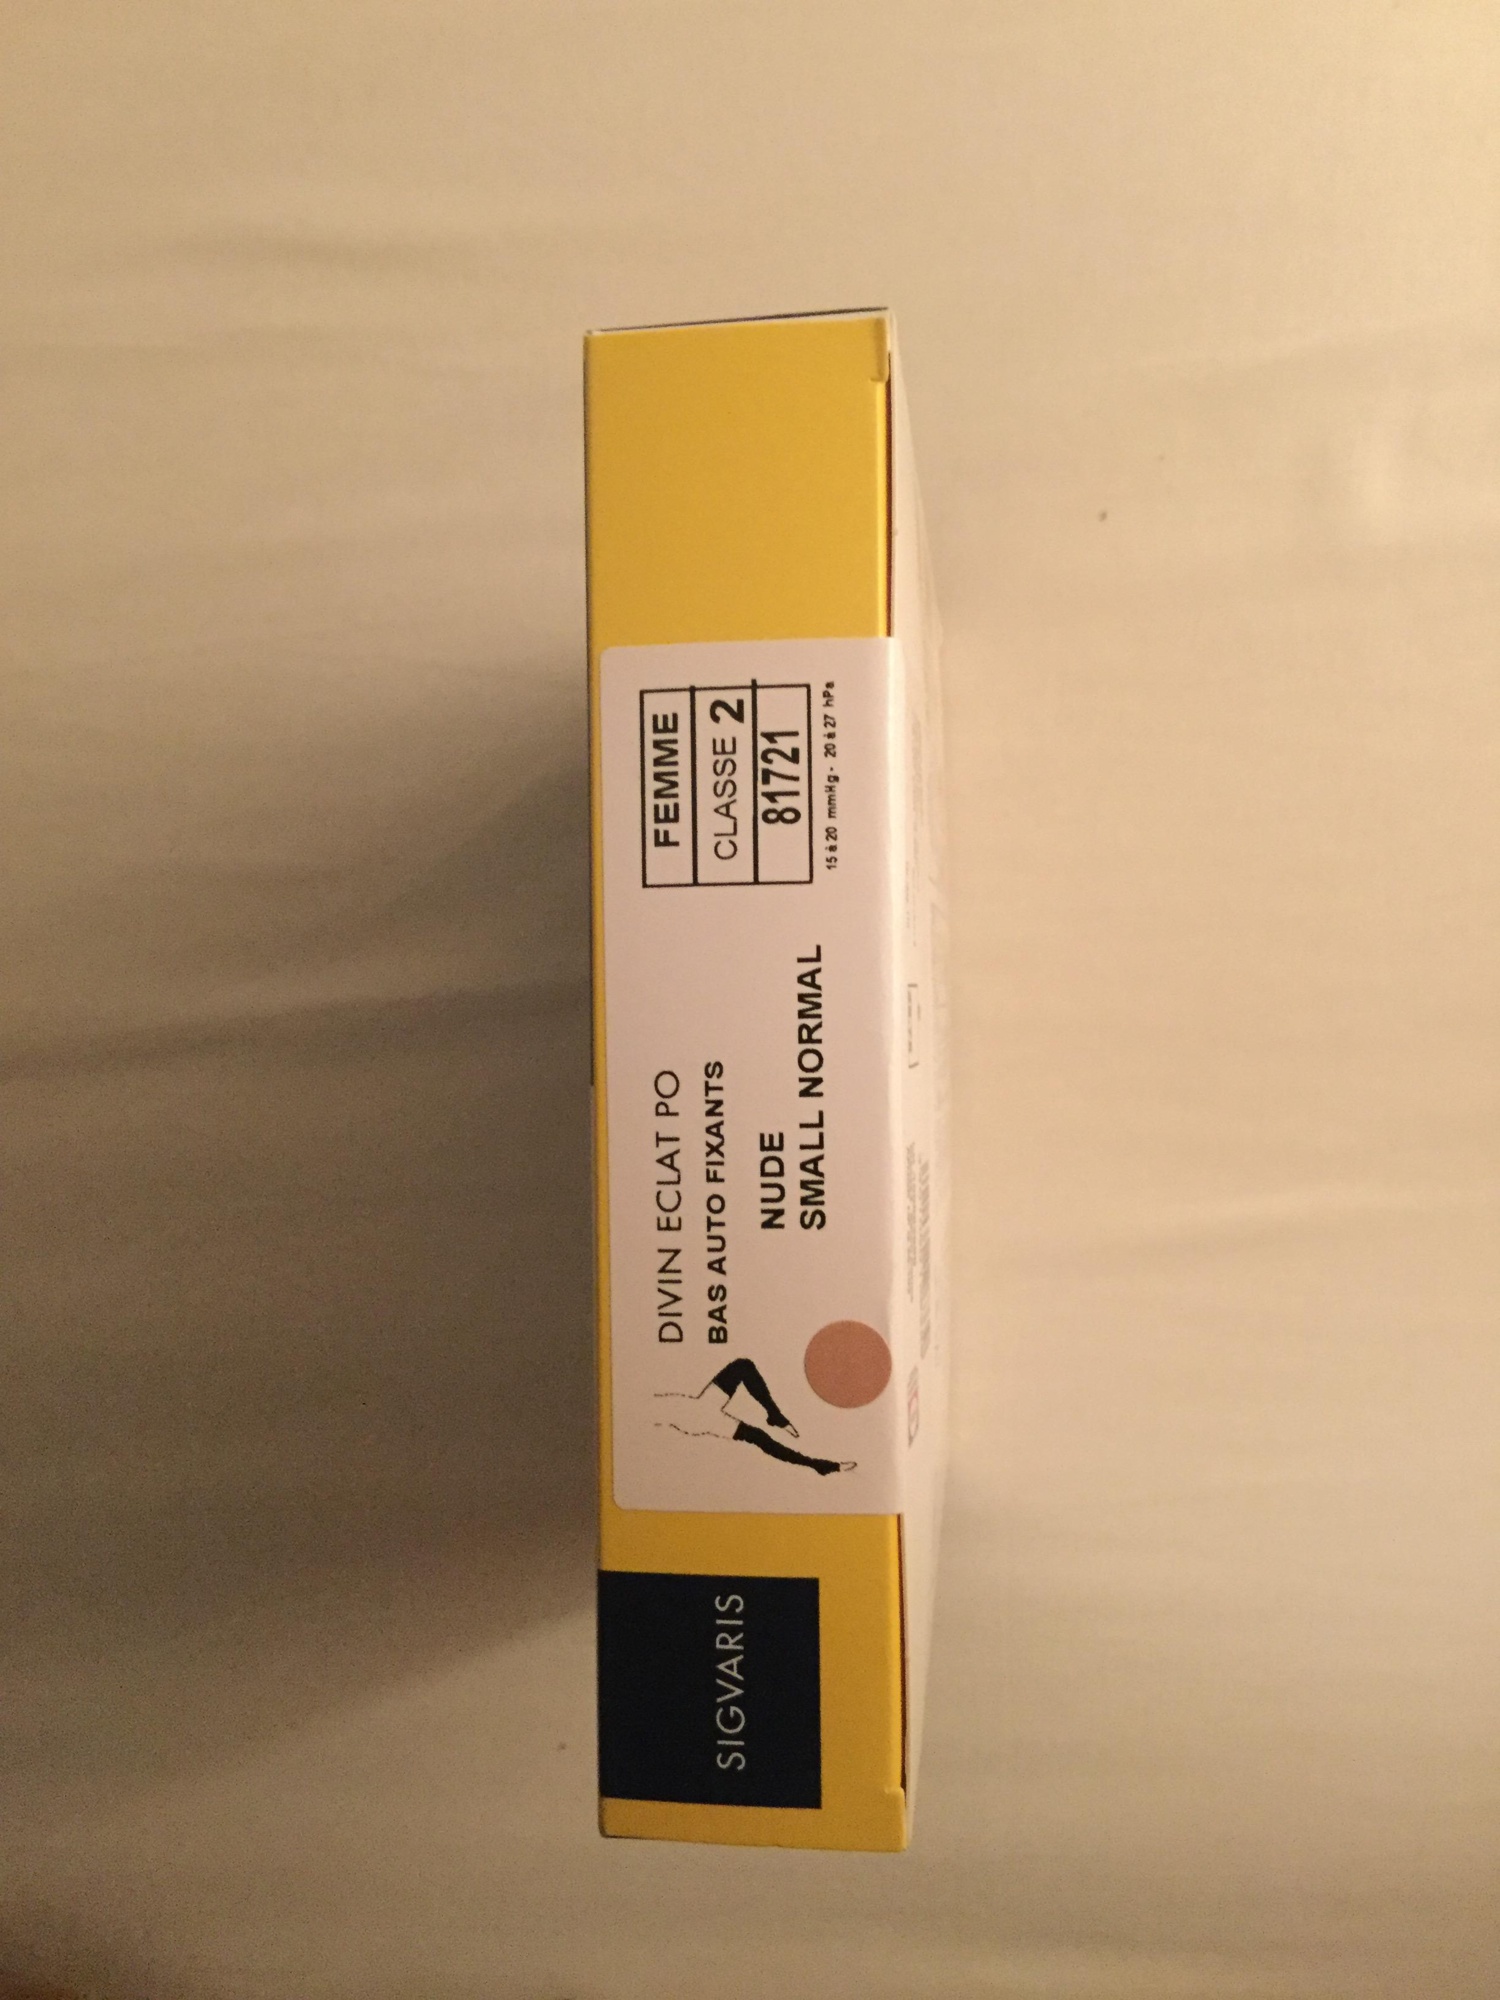 SIGVARIS
DIVIN ECLAT PO
BAS AUTO FIXANTS
NUDE
SMALL NORMAL
FEMME
CLASSE 2
81721
15 à 20 mmHg - 20 à 27 hPa